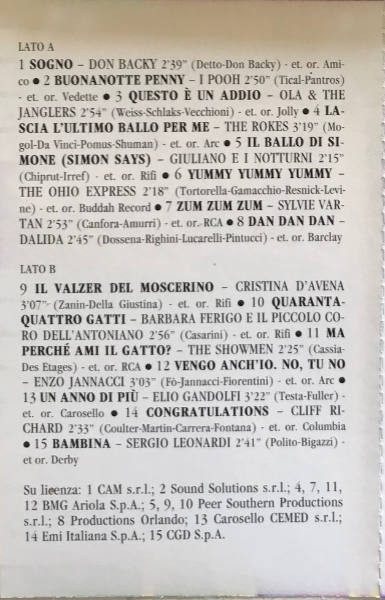 LATO A
1 SOGNO – DON BACKY 2'39" (Detto-Don Backy) - et. or. Ami-
co ● 2 BUONANOTTE PENNY – I POOH 2'50" (Tical-Pantros)
- et. or. Vedette ● 3 QUESTO È UN ADDIO – OLA & THE
JANGLERS 2'54" (Weiss-Schlaks-Vecchioni) - et. or. Jolly ● 4 LA-
SCIA L'ULTIMO BALLO PER ME – THE ROKES 3'19" (Mo-
gol-Da Vinci-Pomus-Shuman) - et. or. Arc ● 5 IL BALLO DI SI-
MONE (SIMON SAYS) – GIULIANO E I NOTTURNI 2'15"
(Chiprut-Irref) - et. or. Rifi ● 6 YUMMY YUMMY YUMMY –
THE OHIO EXPRESS 2'18" (Tortorella-Gamacchio-Resnick-Levi-
ne) - et. or. Buddah Record ● 7 ZUM ZUM ZUM – SYLVIE VAR-
TAN 2'53" (Canfora-Amurri) - et. or. RCA ● 8 DAN DAN DAN –
DALIDA 2'45" (Dossena-Righini-Lucarelli-Pintucci) - et. or. Barclay
LATO B
9 IL VALZER DEL MOSCERINO – CRISTINA D'AVENA
3'07" (Zanin-Della Giustina) - et. or. Rifi ● 10 QUARANTA-
QUATTRO GATTI – BARBARA FERIGO E IL PICCOLO CO-
RO DELL'ANTONIANO 2'56" (Casarini) - et. or. Rifi ● 11 MA
PERCHÉ AMI IL GATTO? – THE SHOWMEN 2'25" (Cassia-
Des Etages) - et. or. RCA ● 12 VENGO ANCH'IO. NO, TU NO
– ENZO JANNACCI 3'03" (Fo-Jannacci-Fiorentini) - et. or. Arc ●
13 UN ANNO DI PIÙ – ELIO GANDOLFI 3'22" (Testa-Fuller) -
et. or. Carosello ● 14 CONGRATULATIONS – CLIFF RI-
CHARD 2'33" (Coulter-Martin-Carrera-Fontana) - et. or. Columbia
● 15 BAMBINA – SERGIO LEONARDI 2'41" (Polito-Bigazzi) -
et or. Derby
Su licenza: 1 CAM s.r.l.; 2 Sound Solutions s.r.l.; 4, 7, 11,
12 BMG Ariola S.p.A.; 5, 9, 10 Peer Southern Productions
s.r.l.; 8 Productions Orlando; 13 Carosello CEMED s.r.l.;
14 Emi Italiana S.p.A.; 15 CGD S.p.A.